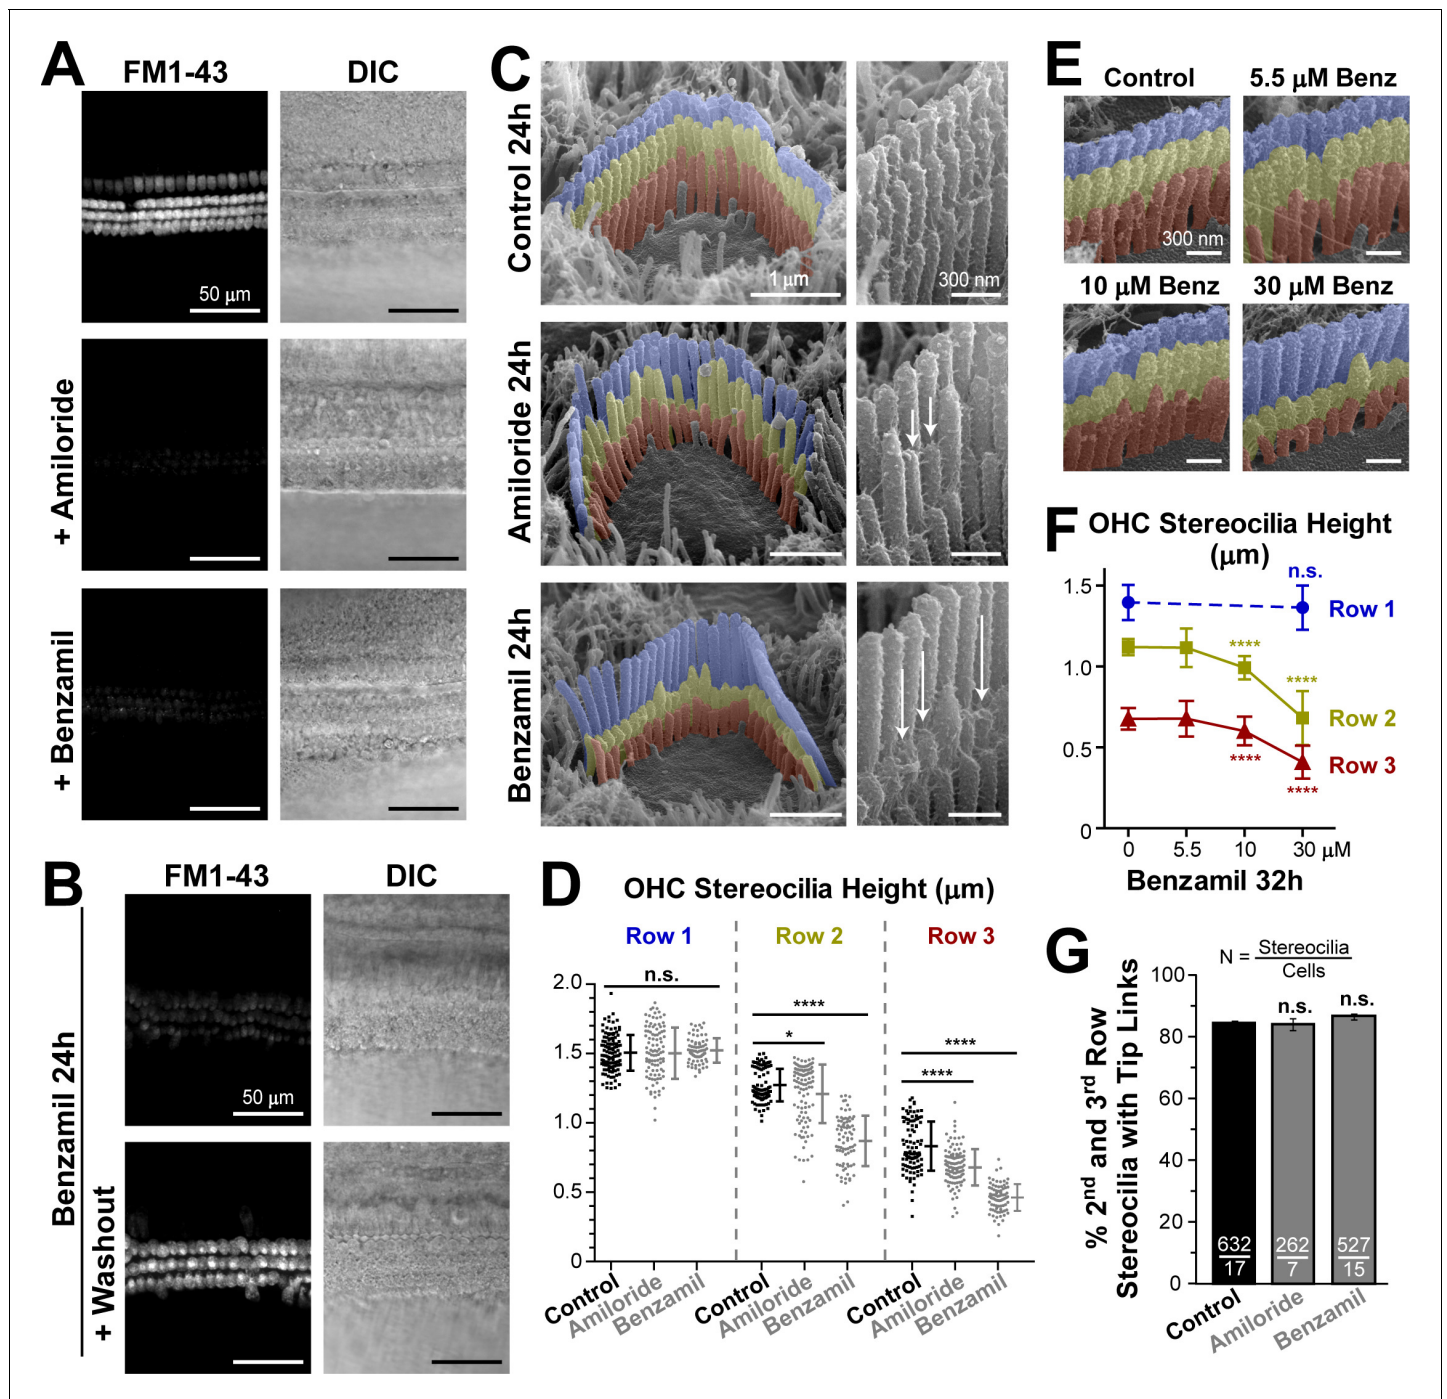 A
FM1-43
DIC
50 µm
+ Amiloride
+ Benzamil
B
FM1-43
DIC
Benzamil 24h
50 µm
+ Washout
C
Control 24h
1 µm
300 nm
Amiloride 24h
Benzamil 24h
D
OHC Stereocilia Height (µm)
Row 1
Row 2
Row 3
n.s.
****
*
****
****
2.0
1.5
1.0
0.5
0
Control
Amiloride
Benzamil
Control
Amiloride
Benzamil
Control
Amiloride
Benzamil
E
Control
5.5 µM Benz
300 nm
10 µM Benz
30 µM Benz
F
OHC Stereocilia Height
(µm)
n.s.
1.5
Row 1
****
1.0
****
Row 2
0.5
****
Row 3
****
0
0
5.5
10
30 µM
Benzamil 32h
G
N = Stereocilia
Cells
% 2nd and 3rd Row
Stereocilia with Tip Links
100
80
60
40
20
0
n.s.
n.s.
632
17
262
7
527
15
Control
Amiloride
Benzamil